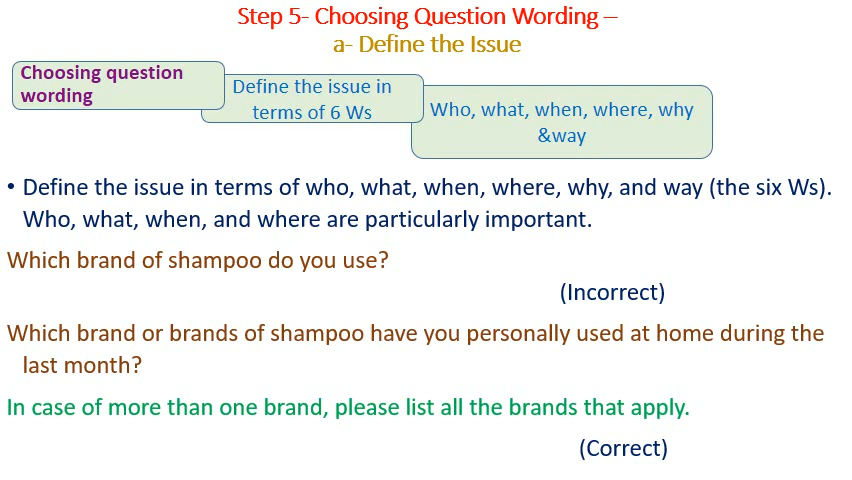 Step 5- Choosing Question Wording –
a- Define the Issue
Choosing question
wording
Define the issue in
terms of 6 Ws
Who, what, when, where, why
&way
• Define the issue in terms of who, what, when, where, why, and way (the six Ws).
Who, what, when, and where are particularly important.
Which brand of shampoo do you use?
(Incorrect)
Which brand or brands of shampoo have you personally used at home during the
last month?
In case of more than one brand, please list all the brands that apply.
(Correct)